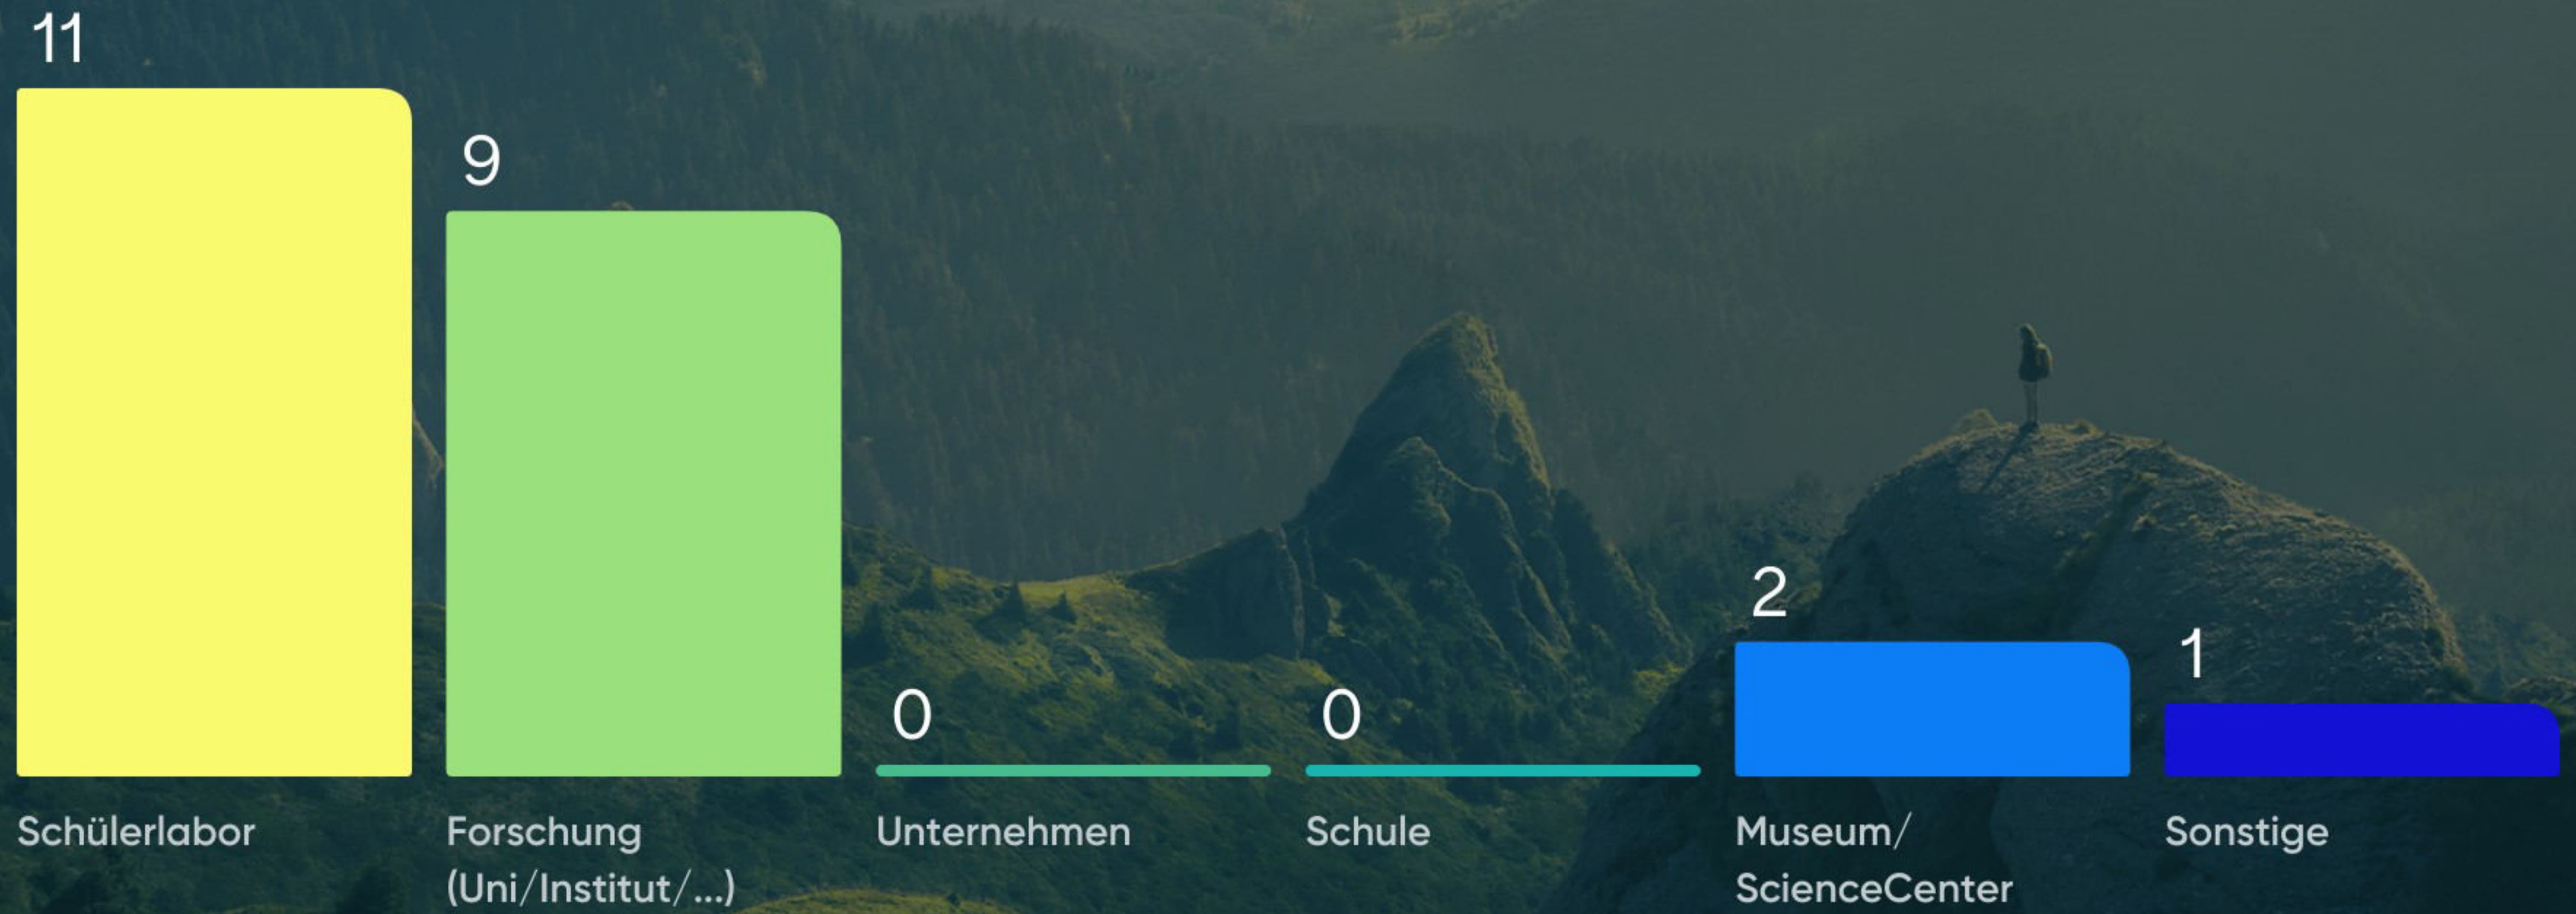 11
9
0
0
2
1
Schülerlabor
Forschung
(Uni/Institut/...)
Unternehmen
Schule
Museum/
ScienceCenter
Sonstige